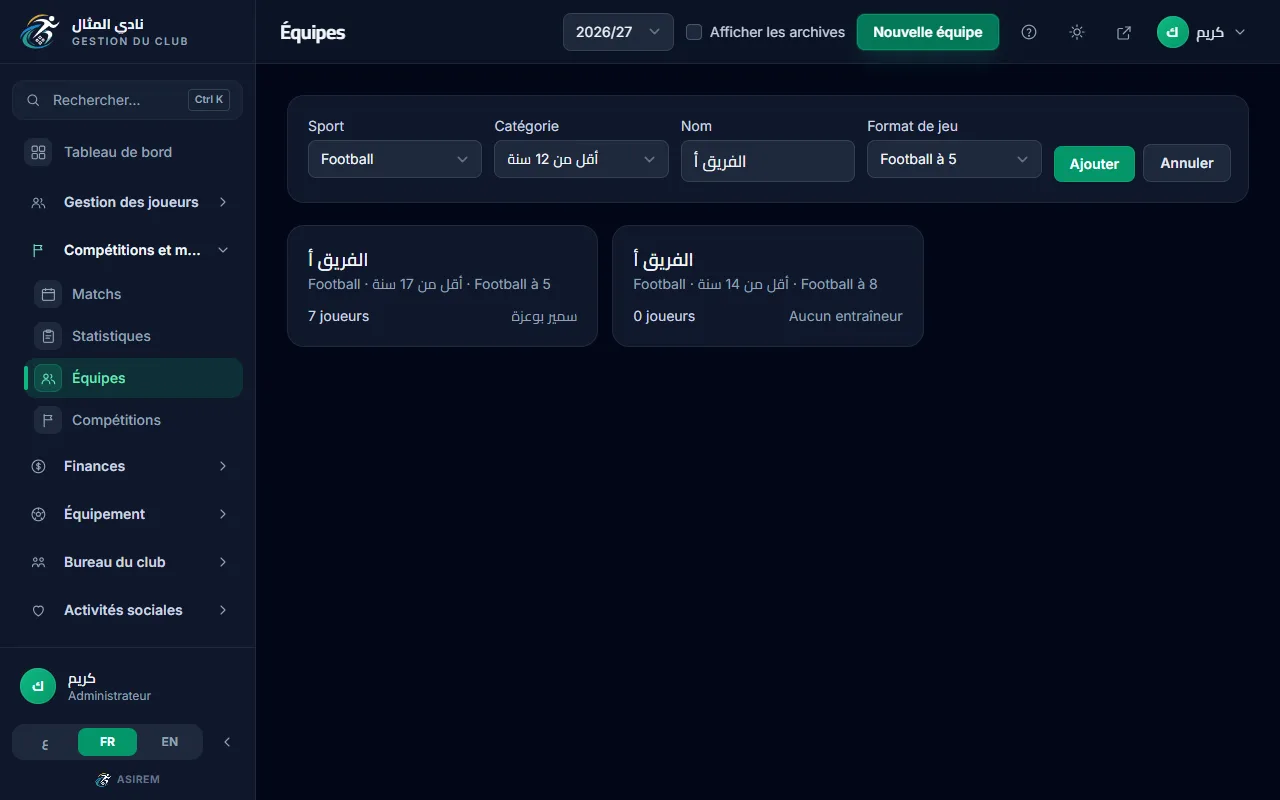 نادي المثال
GESTION DU CLUB
Rechercher...
Ctrl K
Tableau de bord
Gestion des joueurs
Compétitions et m...
Matchs
Statistiques
Équipes
Compétitions
Finances
Équipement
Bureau du club
Activités sociales
ك
كريم
Administrateur
ع
FR
EN
ASIREM
Équipes
2026/27
Afficher les archives
Nouvelle équipe
ك
كريم
Sport
Catégorie
Nom
Format de jeu
Football
أقل من 12 سنة
الفريق أ
Football à 5
Ajouter
Annuler
الفريق أ
Football · أقل من 17 سنة · Football à 5
7 joueurs
سمير بوعزة
الفريق أ
Football · أقل من 14 سنة · Football à 8
0 joueurs
Aucun entraîneur